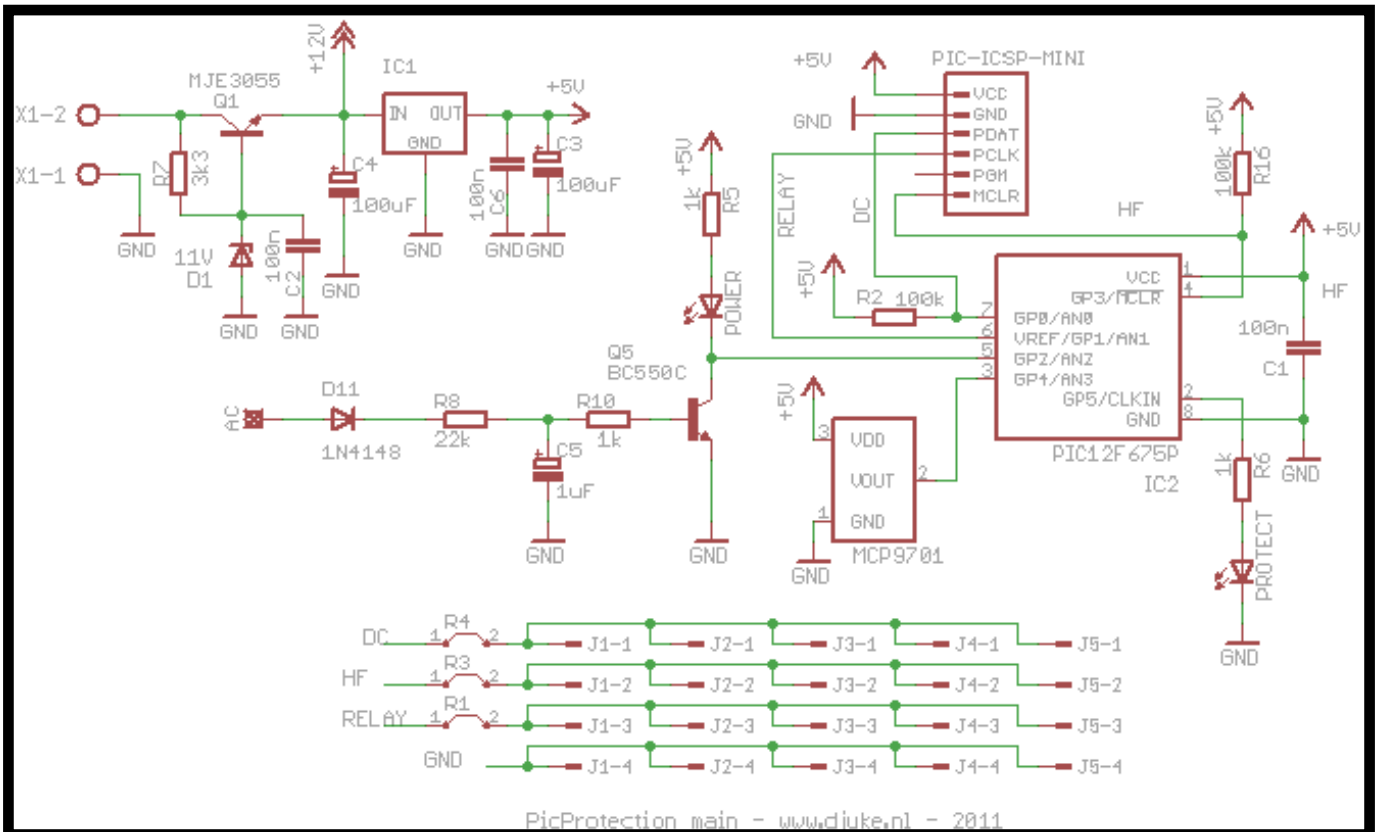 X1-2
X1-1
MJE3055
Q1
R7
3k3
GND
11V
D1
GND
100n
C2
GND
+12V
C4
100uF
GND
IC1
IN OUT
GND
GND
+5V
100n
C6
C3
100uF
GND
GND
+5V
1k
R5
POWER
Q5
BC550C
AC
D11
1N4148
R8
22k
C5
1uF
GND
R10
1k
GND
+5V
GND
PIC-ICSP-MINI
VCC
GND
PDAT
PCLK
PGM
MCLR
RELAY
DC
HF
+5V
100k
R16
+5V
R2 100k
7
6
5
3
GP0/AN0
VREF/GP1/AN1
GP2/AN2
GP4/AN3
VCC
GP3/MCLR
GP5/CLKIN
GND
1
4
2
8
PIC12F675P
IC2
+5V
HF
100n
C1
GND
1k
R6
PROTECT
GND
+5V
3
1
2
VDD
VOUT
GND
MCP9701
GND
DC 1 R4 2 J1-1 J2-1 J3-1 J4-1 J5-1
HF 1 R3 2 J1-2 J2-2 J3-2 J4-2 J5-2
RELAY 1 R1 2 J1-3 J2-3 J3-3 J4-3 J5-3
GND J1-4 J2-4 J3-4 J4-4 J5-4
PicProtection main - www.djuke.nl - 2011